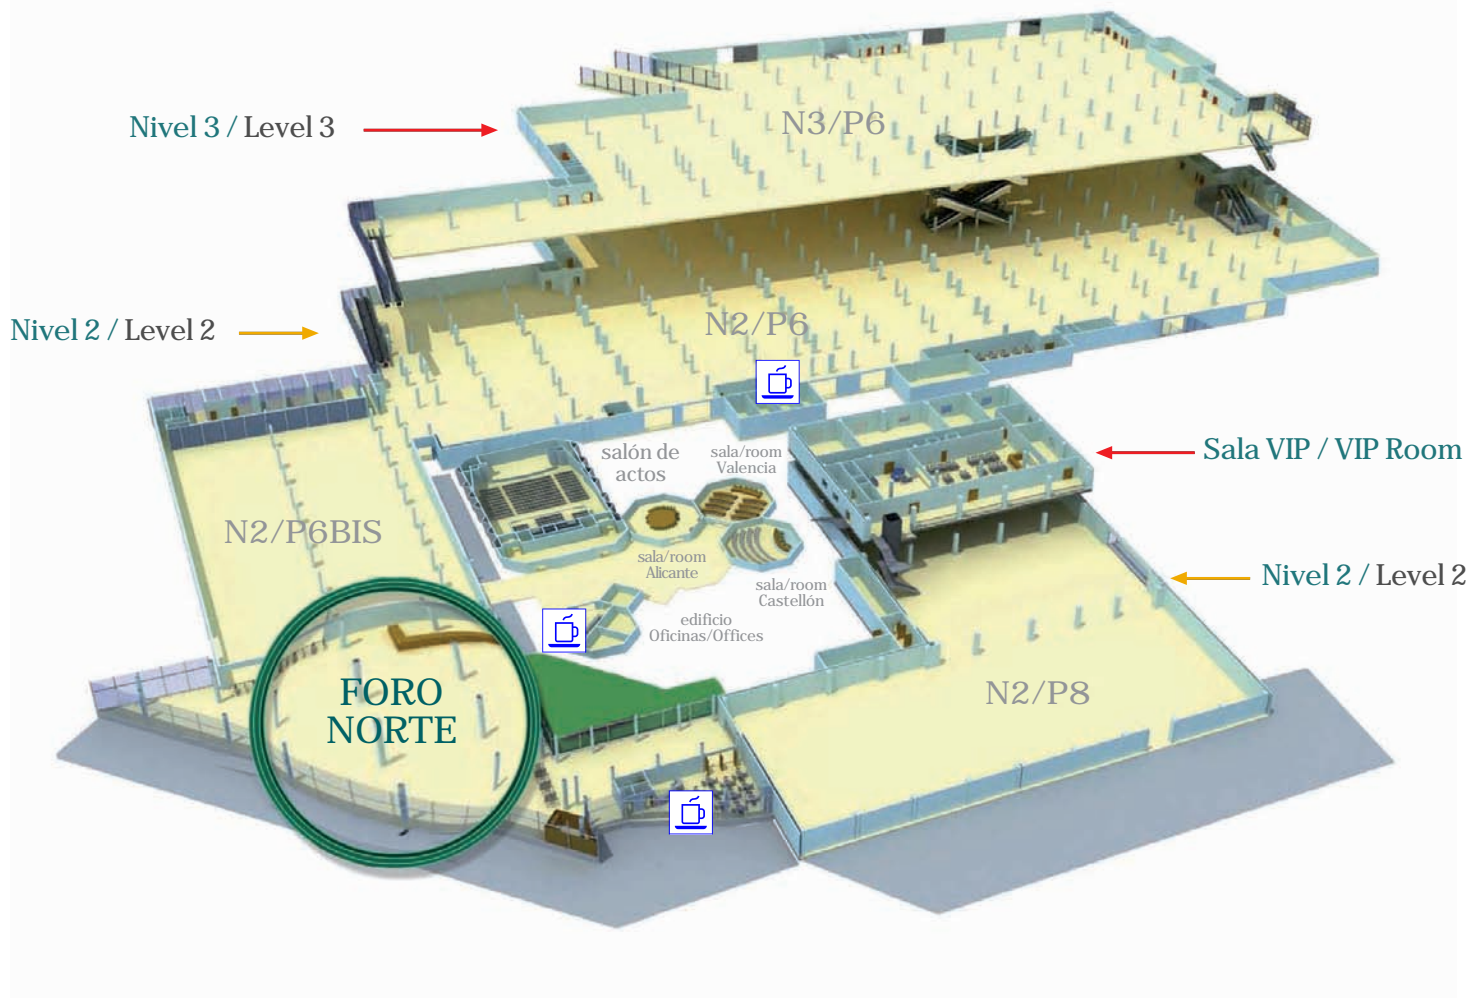 N3/P6
Nivel 3 / Level 3
Nivel 2 / Level 2
N2/P6
salón de
actos
sala/room
Valencia
Sala VIP / VIP Room
N2/P6BIS
sala/room
Alicante
sala/room
Castellón
Nivel 2 / Level 2
edificio
Oficinas/Offices
FORO
NORTE
N2/P8